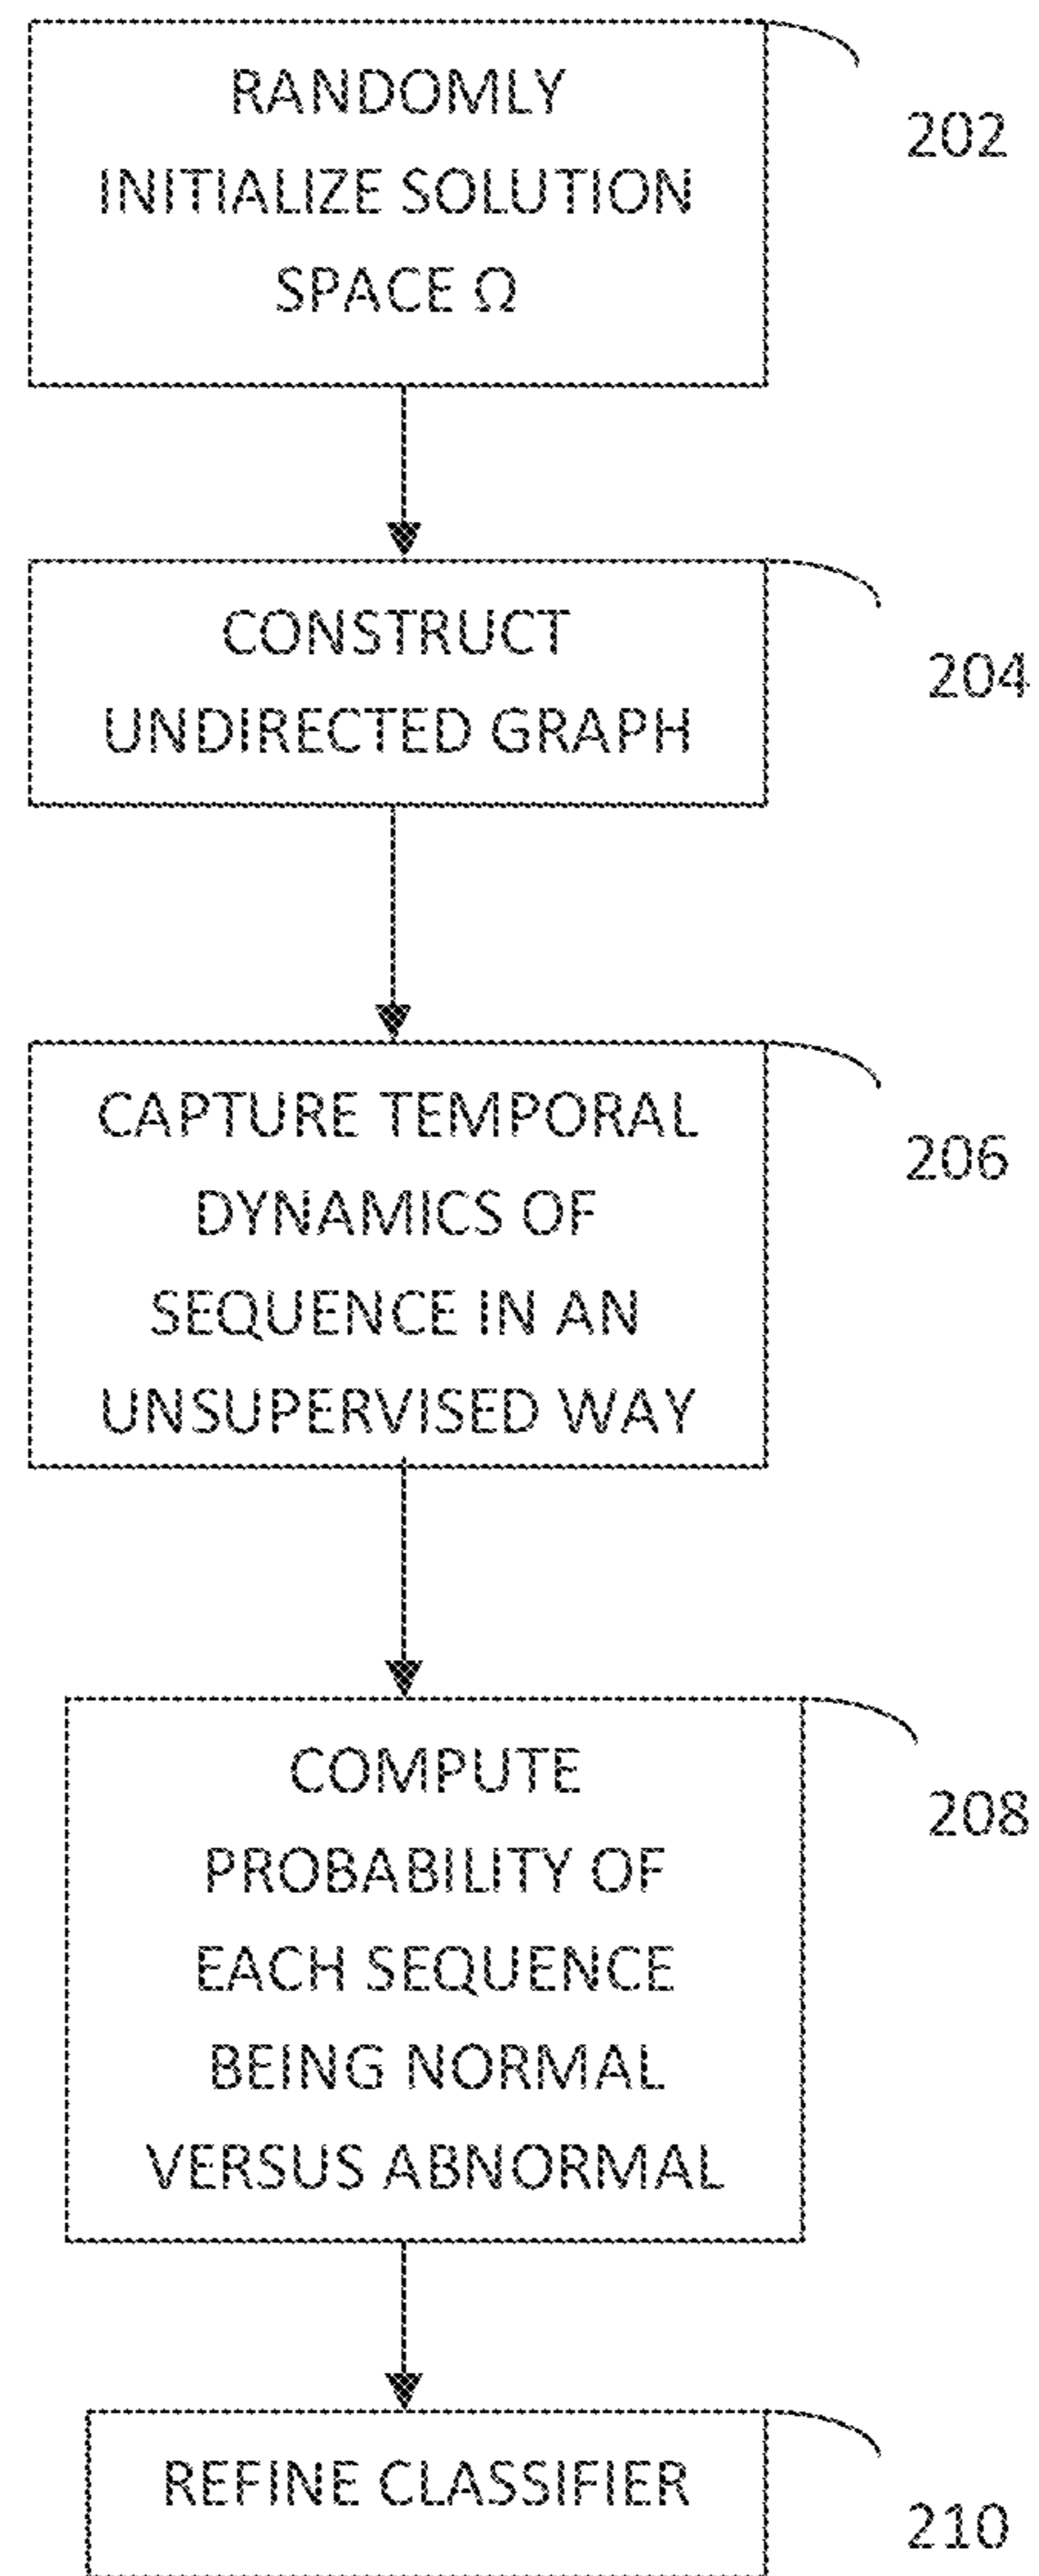 RANDOMLY
INITIALIZE SOLUTION
SPACE Ω
202
CONSTRUCT
UNDIRECTED GRAPH
204
CAPTURE TEMPORAL
DYNAMICS OF
SEQUENCE IN AN
UNSUPERVISED WAY
206
COMPUTE
PROBABILITY OF
EACH SEQUENCE
BEING NORMAL
VERSUS ABNORMAL
208
REFINE CLASSIFIER
210